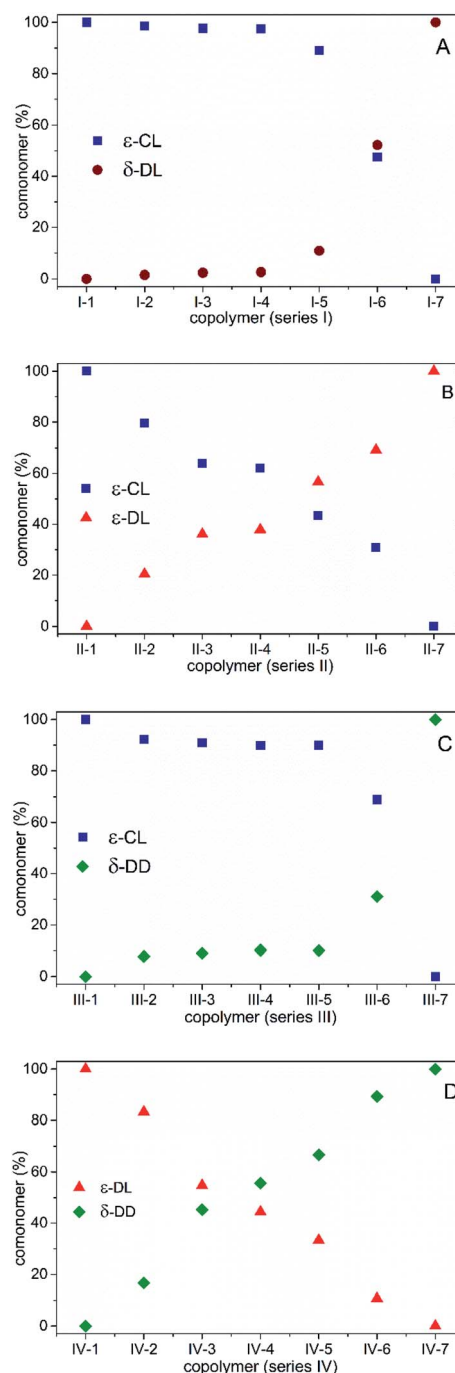 100
A
80
comonomer (%)
60
ε-CL
δ-DL
40
20
0
I-1 I-2 I-3 I-4 I-5 I-6 I-7
copolymer (series I)
100
B
80
comonomer (%)
60
ε-CL
ε-DL
40
20
0
II-1 II-2 II-3 II-4 II-5 II-6 II-7
copolymer (series II)
100
C
80
comonomer (%)
60
ε-CL
δ-DD
40
20
0
III-1 III-2 III-3 III-4 III-5 III-6 III-7
copolymer (series III)
100
D
80
comonomer (%)
60
ε-DL
δ-DD
40
20
0
IV-1 IV-2 IV-3 IV-4 IV-5 IV-6 IV-7
copolymer (series IV)